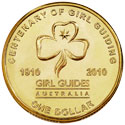 CENTENARY OF GIRL GUIDING
1910 2010
GIRL GUIDES
AUSTRALIA
ONE DOLLAR